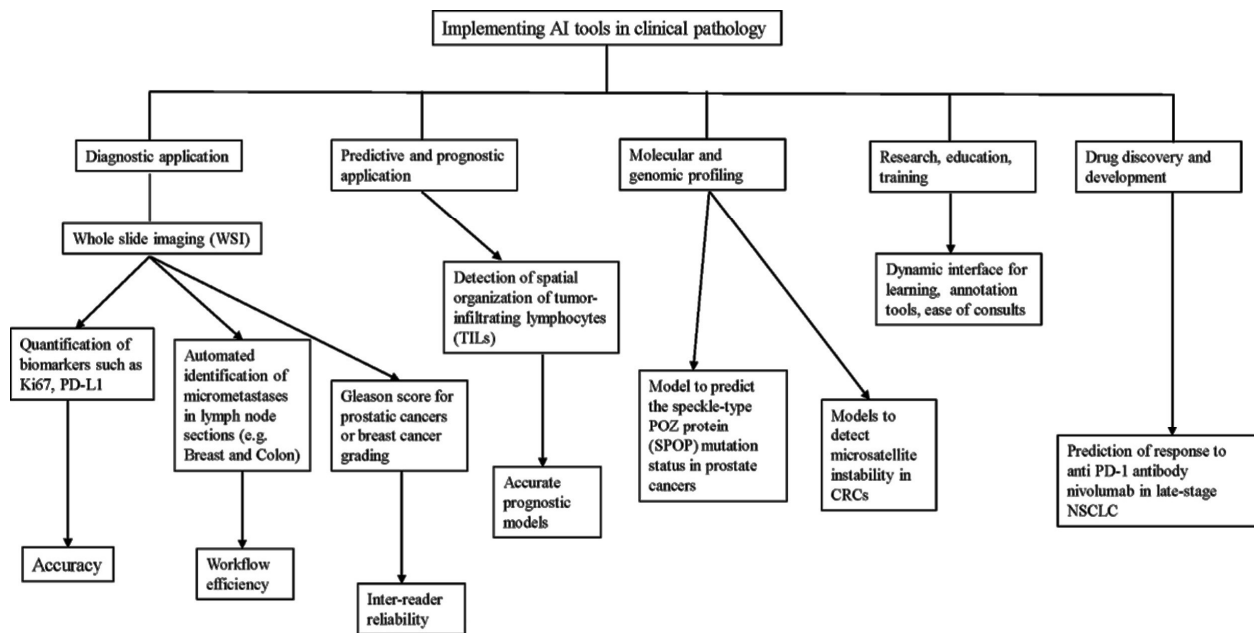 Implementing AI tools in clinical pathology
Diagnostic application
Predictive and prognostic
application
Molecular and
genomic profiling
Research, education,
training
Drug discovery and
development
Whole slide imaging (WSI)
Detection of spatial
organization of tumor-
infiltrating lymphocytes
(TILs)
Dynamic interface for
learning, annotation
tools, ease of consults
Quantification of
biomarkers such as
Ki67, PD-L1
Automated
identification of
micrometastases
in lymph node
sections (e.g.
Breast and Colon)
Gleason score for
prostatic cancers
or breast cancer
grading
Model to predict
the speckle-type
POZ protein
(SPOP) mutation
status in prostate
cancers
Models to
detect
microsatellite
instability in
CRCs
Prediction of response to
anti PD-1 antibody
nivolumab in late-stage
NSCLC
Accurate
prognostic
models
Accuracy
Workflow
efficiency
Inter-reader
reliability